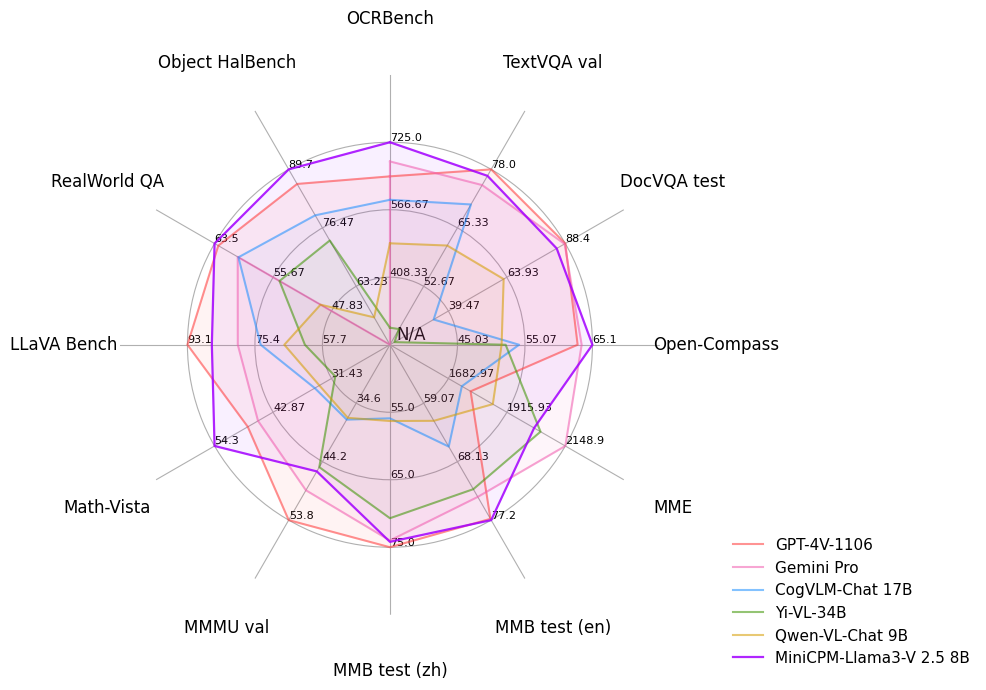 OCRBench
Object HalBench
TextVQA val
RealWorld QA
DocVQA test
725.0
89.7
78.0
566.67
76.47
65.33
63.5
88.4
55.67
408.33
63.93
63.23
52.67
47.83
39.47
N/A
LLaVA Bench
93.1
75.4
57.7
45.03
55.07
65.1
Open-Compass
31.43
1682.97
34.6
55.0
59.07
42.87
1915.93
54.3
44.2
65.0
68.13
2148.9
Math-Vista
53.8
75.0
77.2
MME
MMMU val
MMB test (en)
MMB test (zh)
GPT-4V-1106
Gemini Pro
CogVLM-Chat 17B
Yi-VL-34B
Qwen-VL-Chat 9B
MiniCPM-Llama3-V 2.5 8B